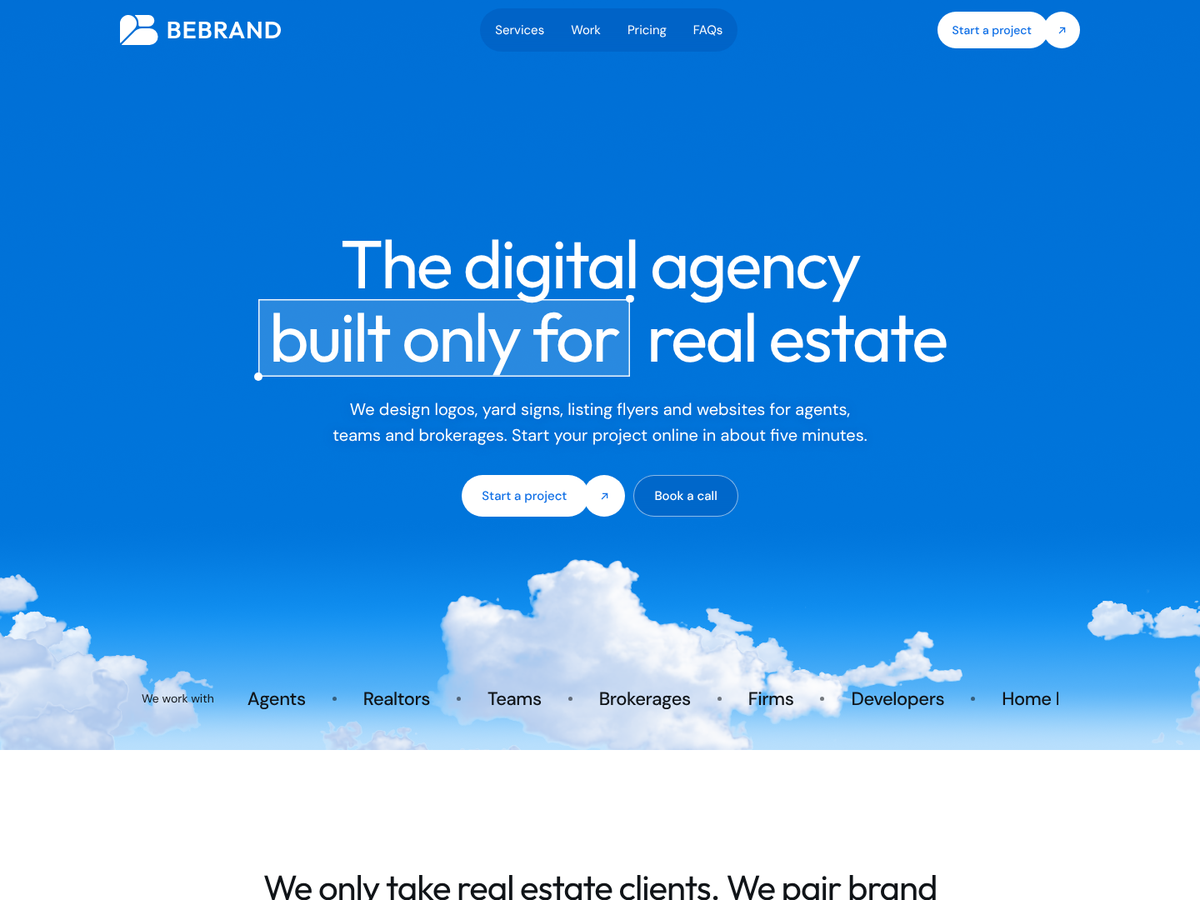 BEBRAND
Services Work Pricing FAQs
Start a project
The digital agency
built only for real estate
We design logos, yard signs, listing flyers and websites for agents,
teams and brokerages. Start your project online in about five minutes.
Start a project
Book a call
We work with Agents • Realtors • Teams • Brokerages • Firms • Developers • Home
We only take real estate clients. We pair brand